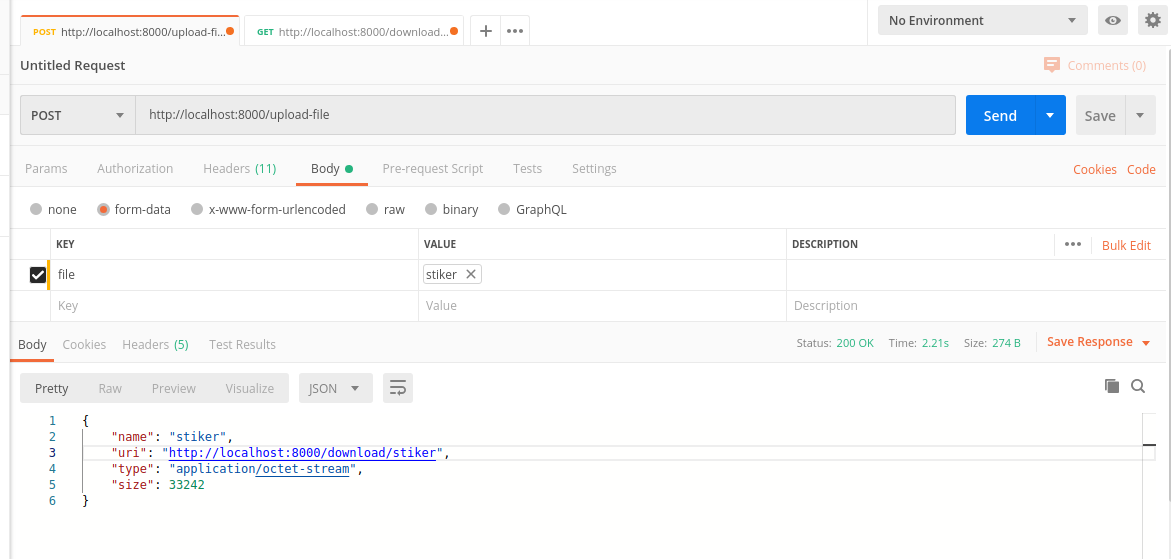 POST http://localhost:8000/upload-fi... GET http://localhost:8000/download... + ••• No Environment
Untitled Request Comments (0)
POST http://localhost:8000/upload-file Send Save
Params Authorization Headers (11) Body Pre-request Script Tests Settings Cookies Code
none form-data x-www-form-urlencoded raw binary GraphQL
KEY VALUE DESCRIPTION ••• Bulk Edit
file stiker ✕
Key Value Description
Body Cookies Headers (5) Test Results Status: 200 OK Time: 2.21s Size: 274 B Save Response
Pretty Raw Preview Visualize JSON
1 {
2 "name": "stiker",
3 "uri": "http://localhost:8000/download/stiker",
4 "type": "application/octet-stream",
5 "size": 33242
6 }